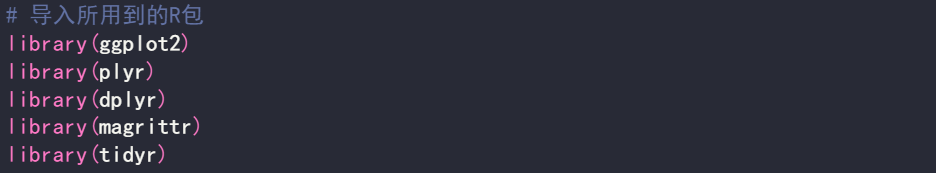 # 导入所用到的R包
library(ggplot2)
library(plyr)
library(dplyr)
library(magrittr)
library(tidyr)